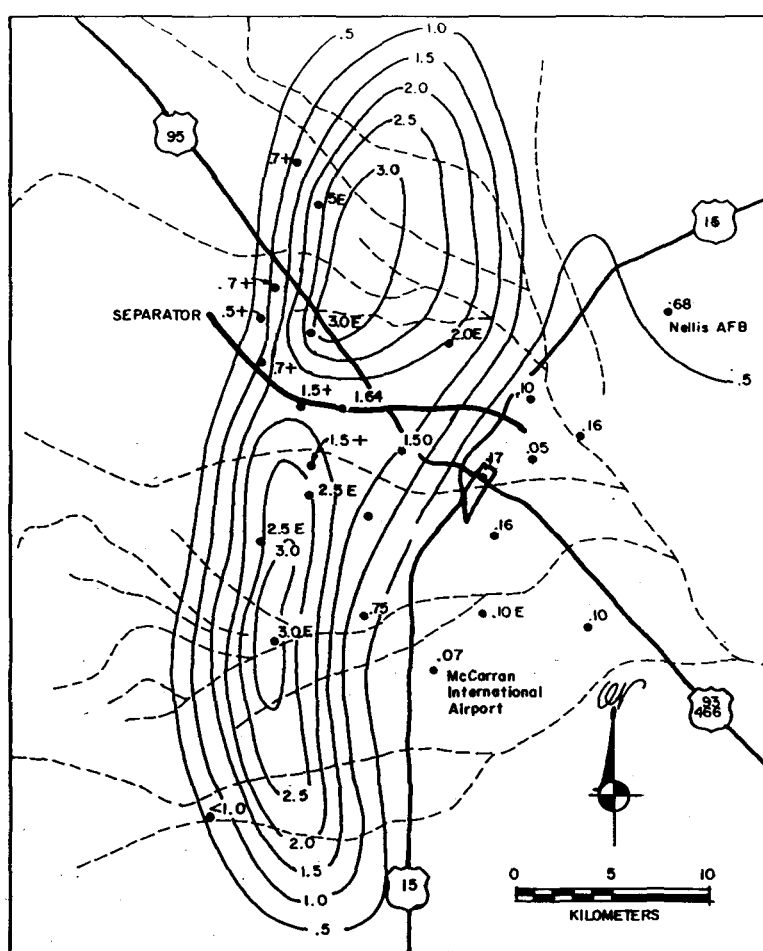 .5
1.0
1.5
2.0
2.5
3.0
95
.7+
.5E
15
.7+
.5+
SEPARATOR
3.0E
2.0E
.68
Nellis AFB
.7+
.5
1.5+
1.64
.10
.16
1.5+
1.50
.05
.17
2.5 E
2.5 E
.16
3.0
.75
.10 E
.10
3.0E
.07
McCarran
International
Airport
93
466
2.5
<1.0
2.0
1.5
1.0
.5
15
0 5 10
KILOMETERS